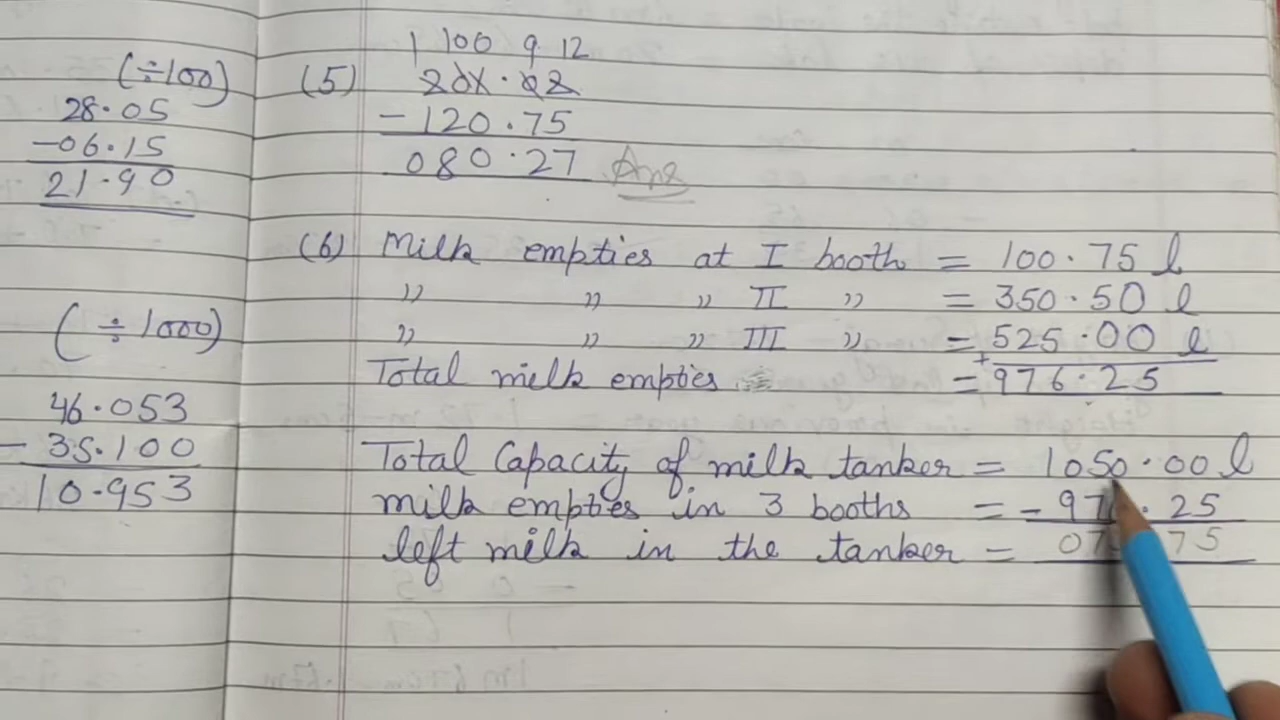 (÷100)
28.05
-06.15
21.90
(÷1000)
46.053
- 35.100
10.953
1 100 9 12
(5) 201.02
- 120.75
080.27 Ans
(6) Milk empties at I booth = 100.75 l
" " " II " = 350.50 l
" " " III " = 525.00 l
Total milk empties = + 976.25
Total Capacity of milk tanker = 1050.00 l
milk empties in 3 booths = - 97 .25
left milk in the tanker = 07 75